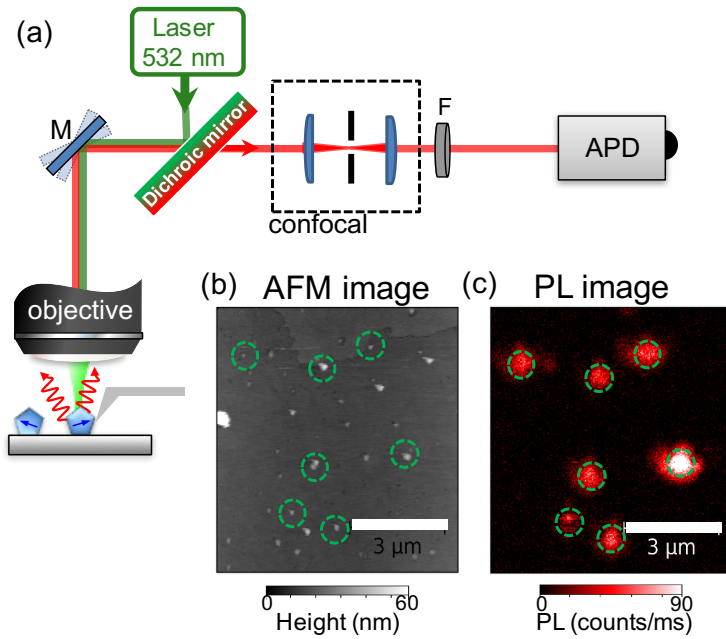 (a)
Laser
532 nm
M
Dichroic mirror
F
APD
confocal
objective
(b) AFM image
(c) PL image
3 μm
3 μm
0 60
Height (nm)
0 90
PL (counts/ms)